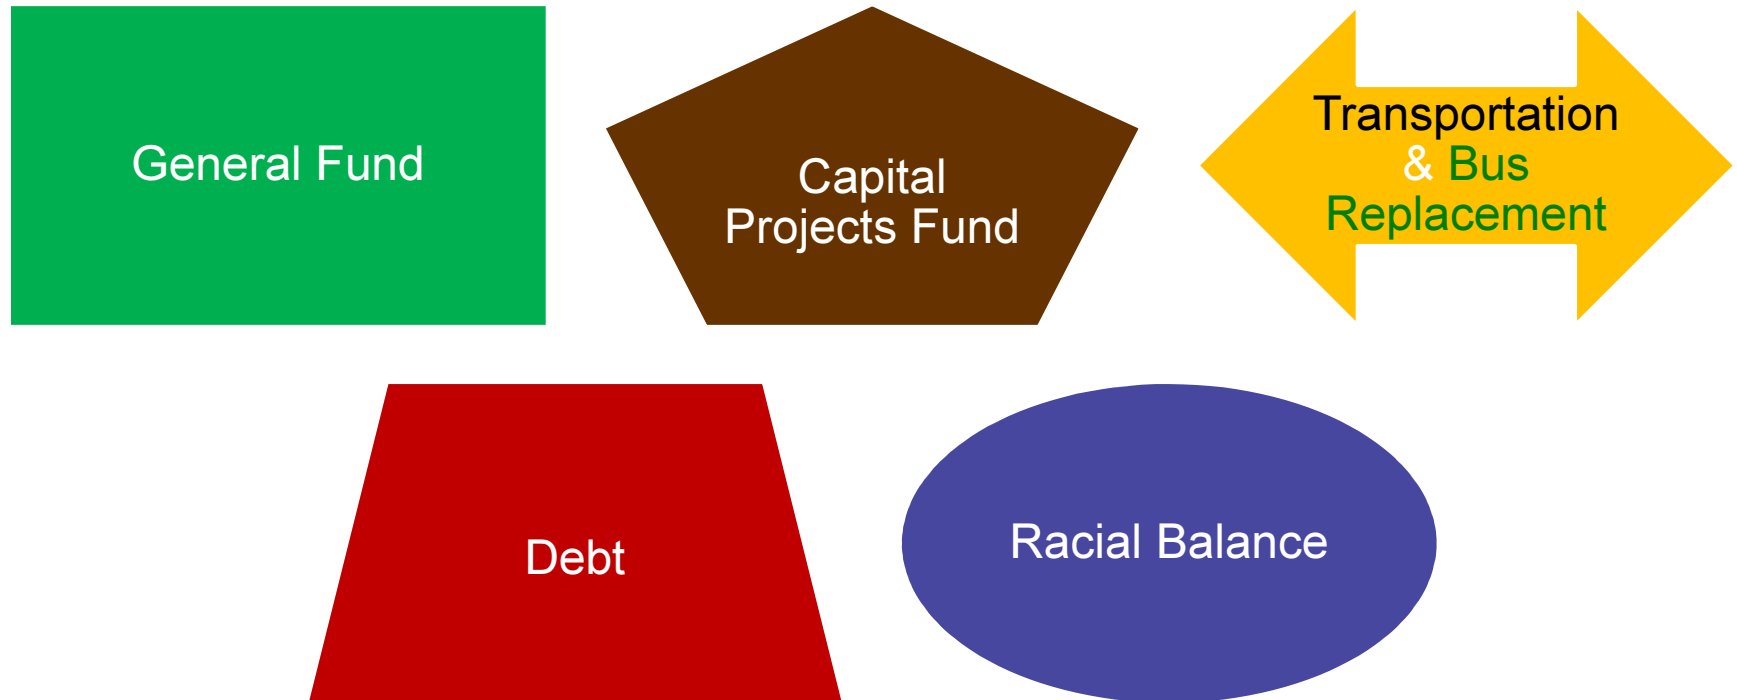 General Fund
Capital
Projects Fund
Transportation
& Bus
Replacement
Debt
Racial Balance